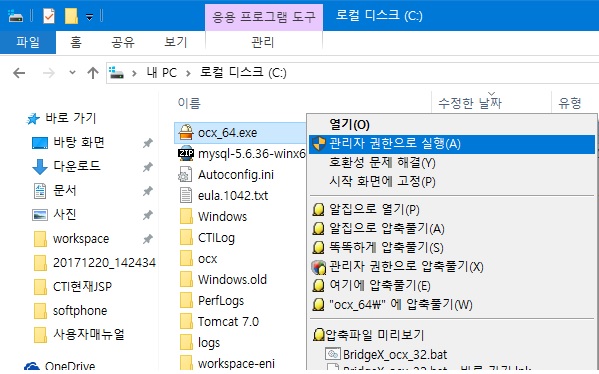 응용 프로그램 도구
로컬 디스크 (C:)
파일
홈
공유
보기
관리
내 PC
로컬 디스크 (C:)
이름
수정한 날짜
유형
바로 가기
바탕 화면
다운로드
문서
사진
workspace
20171220_142434
CTI현재JSP
softphone
사용자매뉴얼
OneDrive
ocx_64.exe
ZIP
mysql-5.6.36-winx6
Autoconfig.ini
eula.1042.txt
Windows
CTILog
ocx
Windows.old
PerfLogs
Tomcat 7.0
logs
workspace-eni
열기(O)
관리자 권한으로 실행(A)
호환성 문제 해결(Y)
시작 화면에 고정(P)
알집으로 열기(P)
알집으로 압축풀기(A)
똑똑하게 압축풀기(S)
관리자 권한으로 압축풀기(X)
여기에 압축풀기(E)
"ocx_64₩" 에 압축풀기(W)
압축파일 미리보기
BridgeX_ocx_32.bat
BridgeX_ocx_32.bat - 바로 가기.lnk